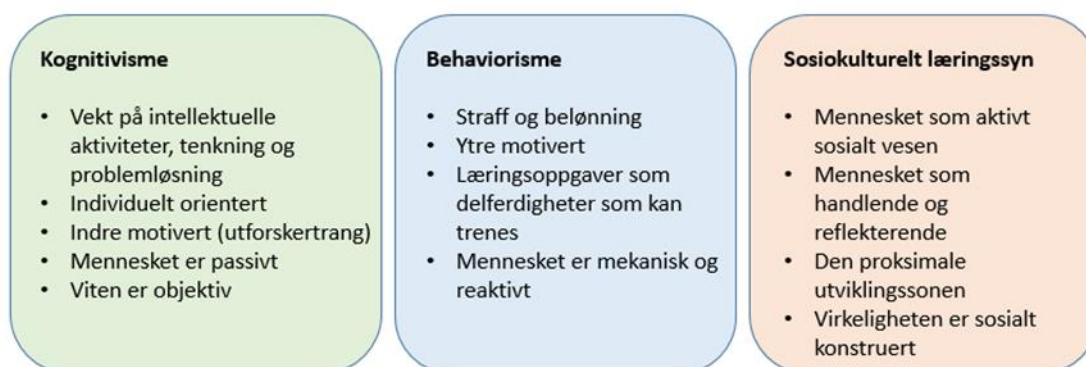 Kognitivisme
• Vekt på intellektuelle
aktiviteter, tenkning og
problemløsning
• Individuelt orientert
• Indre motivert (utforskertrang)
• Mennesket er passivt
• Viten er objektiv
Behaviorisme
• Straff og belønning
• Ytre motivert
• Læringsoppgaver som
delferdigheter som kan
trenes
• Mennesket er mekanisk og
reaktivt
Sosiokulturelt læringssyn
• Mennesket som aktivt
sosialt vesen
• Mennesket som
handlende og
reflekterende
• Den proksimale
utviklingssonen
• Virkeligheten er sosialt
konstruert